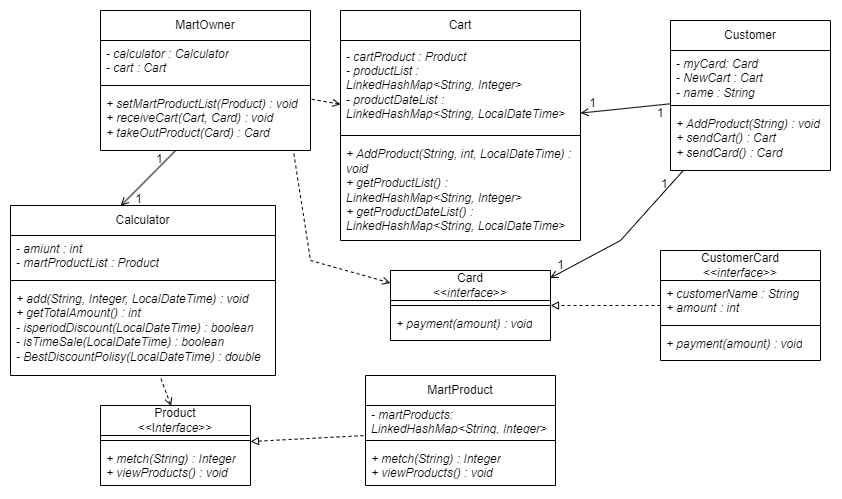 MartOwner
- calculator : Calculator
- cart : Cart
+ setMartProductList(Product) : void
+ receiveCart(Cart, Card) : void
+ takeOutProduct(Card) : Card
Cart
- cartProduct : Product
- productList :
LinkedHashMap<String, Integer>
- productDateList :
LinkedHashMap<String, LocalDateTime>
+ AddProduct(String, int, LocalDateTime) :
void
+ getProductList() :
LinkedHashMap<String, Integer>
+ getProductDateList() :
LinkedHashMap<String, LocalDateTime>
Customer
- myCard: Card
- NewCart : Cart
- name : String
+ AddProduct(String) : void
+ sendCart() : Cart
+ sendCard() : Card
1
1
1
1
1
1
Calculator
- amiunt : int
- martProductList : Product
+ add(String, Integer, LocalDateTime) : void
+ getTotalAmount() : int
- isperiodDiscount(LocalDateTime) : boolean
- isTimeSale(LocalDateTime) : boolean
- BestDiscountPolisy(LocalDateTime) : double
Card
<<interface>>
+ payment(amount) : void
CustomerCard
<<interface>>
+ customerName : String
+ amount : int
+ payment(amount) : void
Product
<<Interface>>
+ metch(String) : Integer
+ viewProducts() : void
MartProduct
- martProducts:
LinkedHashMap<String, Integer>
+ metch(String) : Integer
+ viewProducts() : void